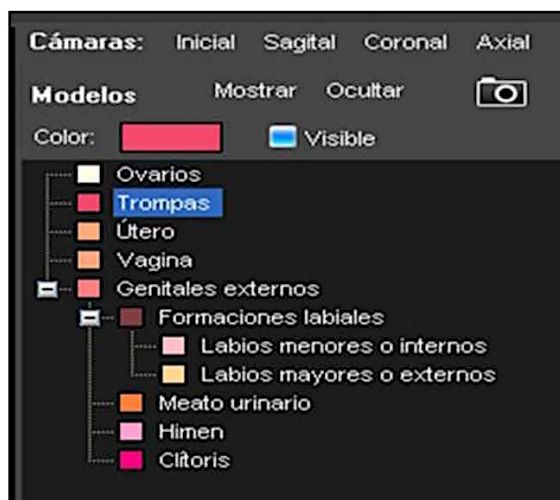 Cámaras: Inicial Sagital Coronal Axial
Modelos Mostrar Ocultar
Color: Visible
Ovarios
Trompas
Útero
Vagina
Genitales externos
Formaciones labiales
Labios menores o internos
Labios mayores o externos
Meato urinario
Himen
Clítoris